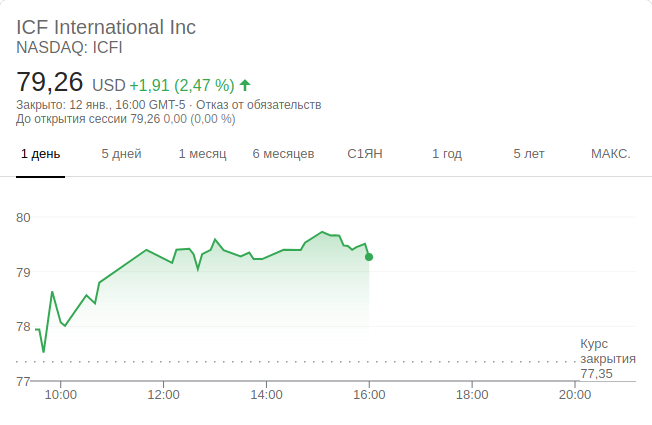 ICF International Inc
NASDAQ: ICFI
79,26 USD +1,91 (2,47 %)
Закрыто: 12 янв., 16:00 GMT-5 · Отказ от обязательств
До открытия сессии 79,26 0,00 (0,00 %)
1 день 5 дней 1 месяц 6 месяцев С1ЯН 1 год 5 лет МАКС.
80
79
78
Курс
закрытия
77,35
77
10:00 12:00 14:00 16:00 18:00 20:00